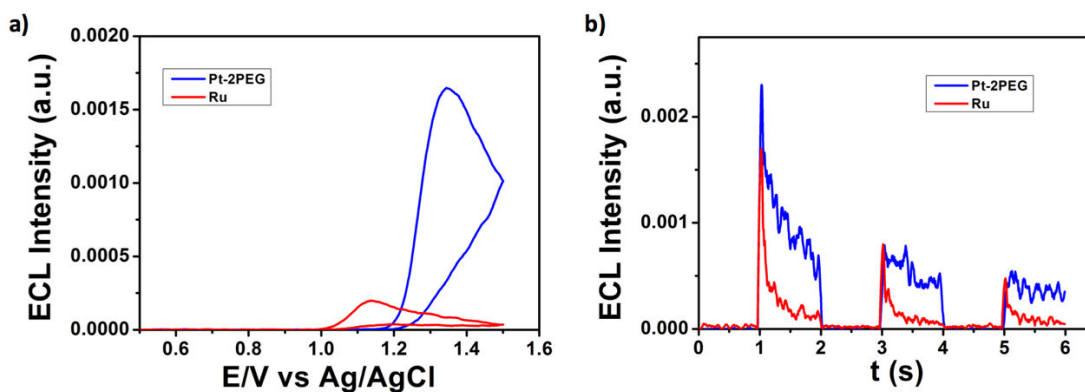 a)
ECL Intensity (a.u.)
0.0020
0.0015
0.0010
0.0005
0.0000
Pt-2PEG
Ru
0.6 0.8 1.0 1.2 1.4 1.6
E/V vs Ag/AgCl
b)
ECL Intensity (a.u.)
0.002
0.001
0.000
Pt-2PEG
Ru
0 1 2 3 4 5 6
t (s)